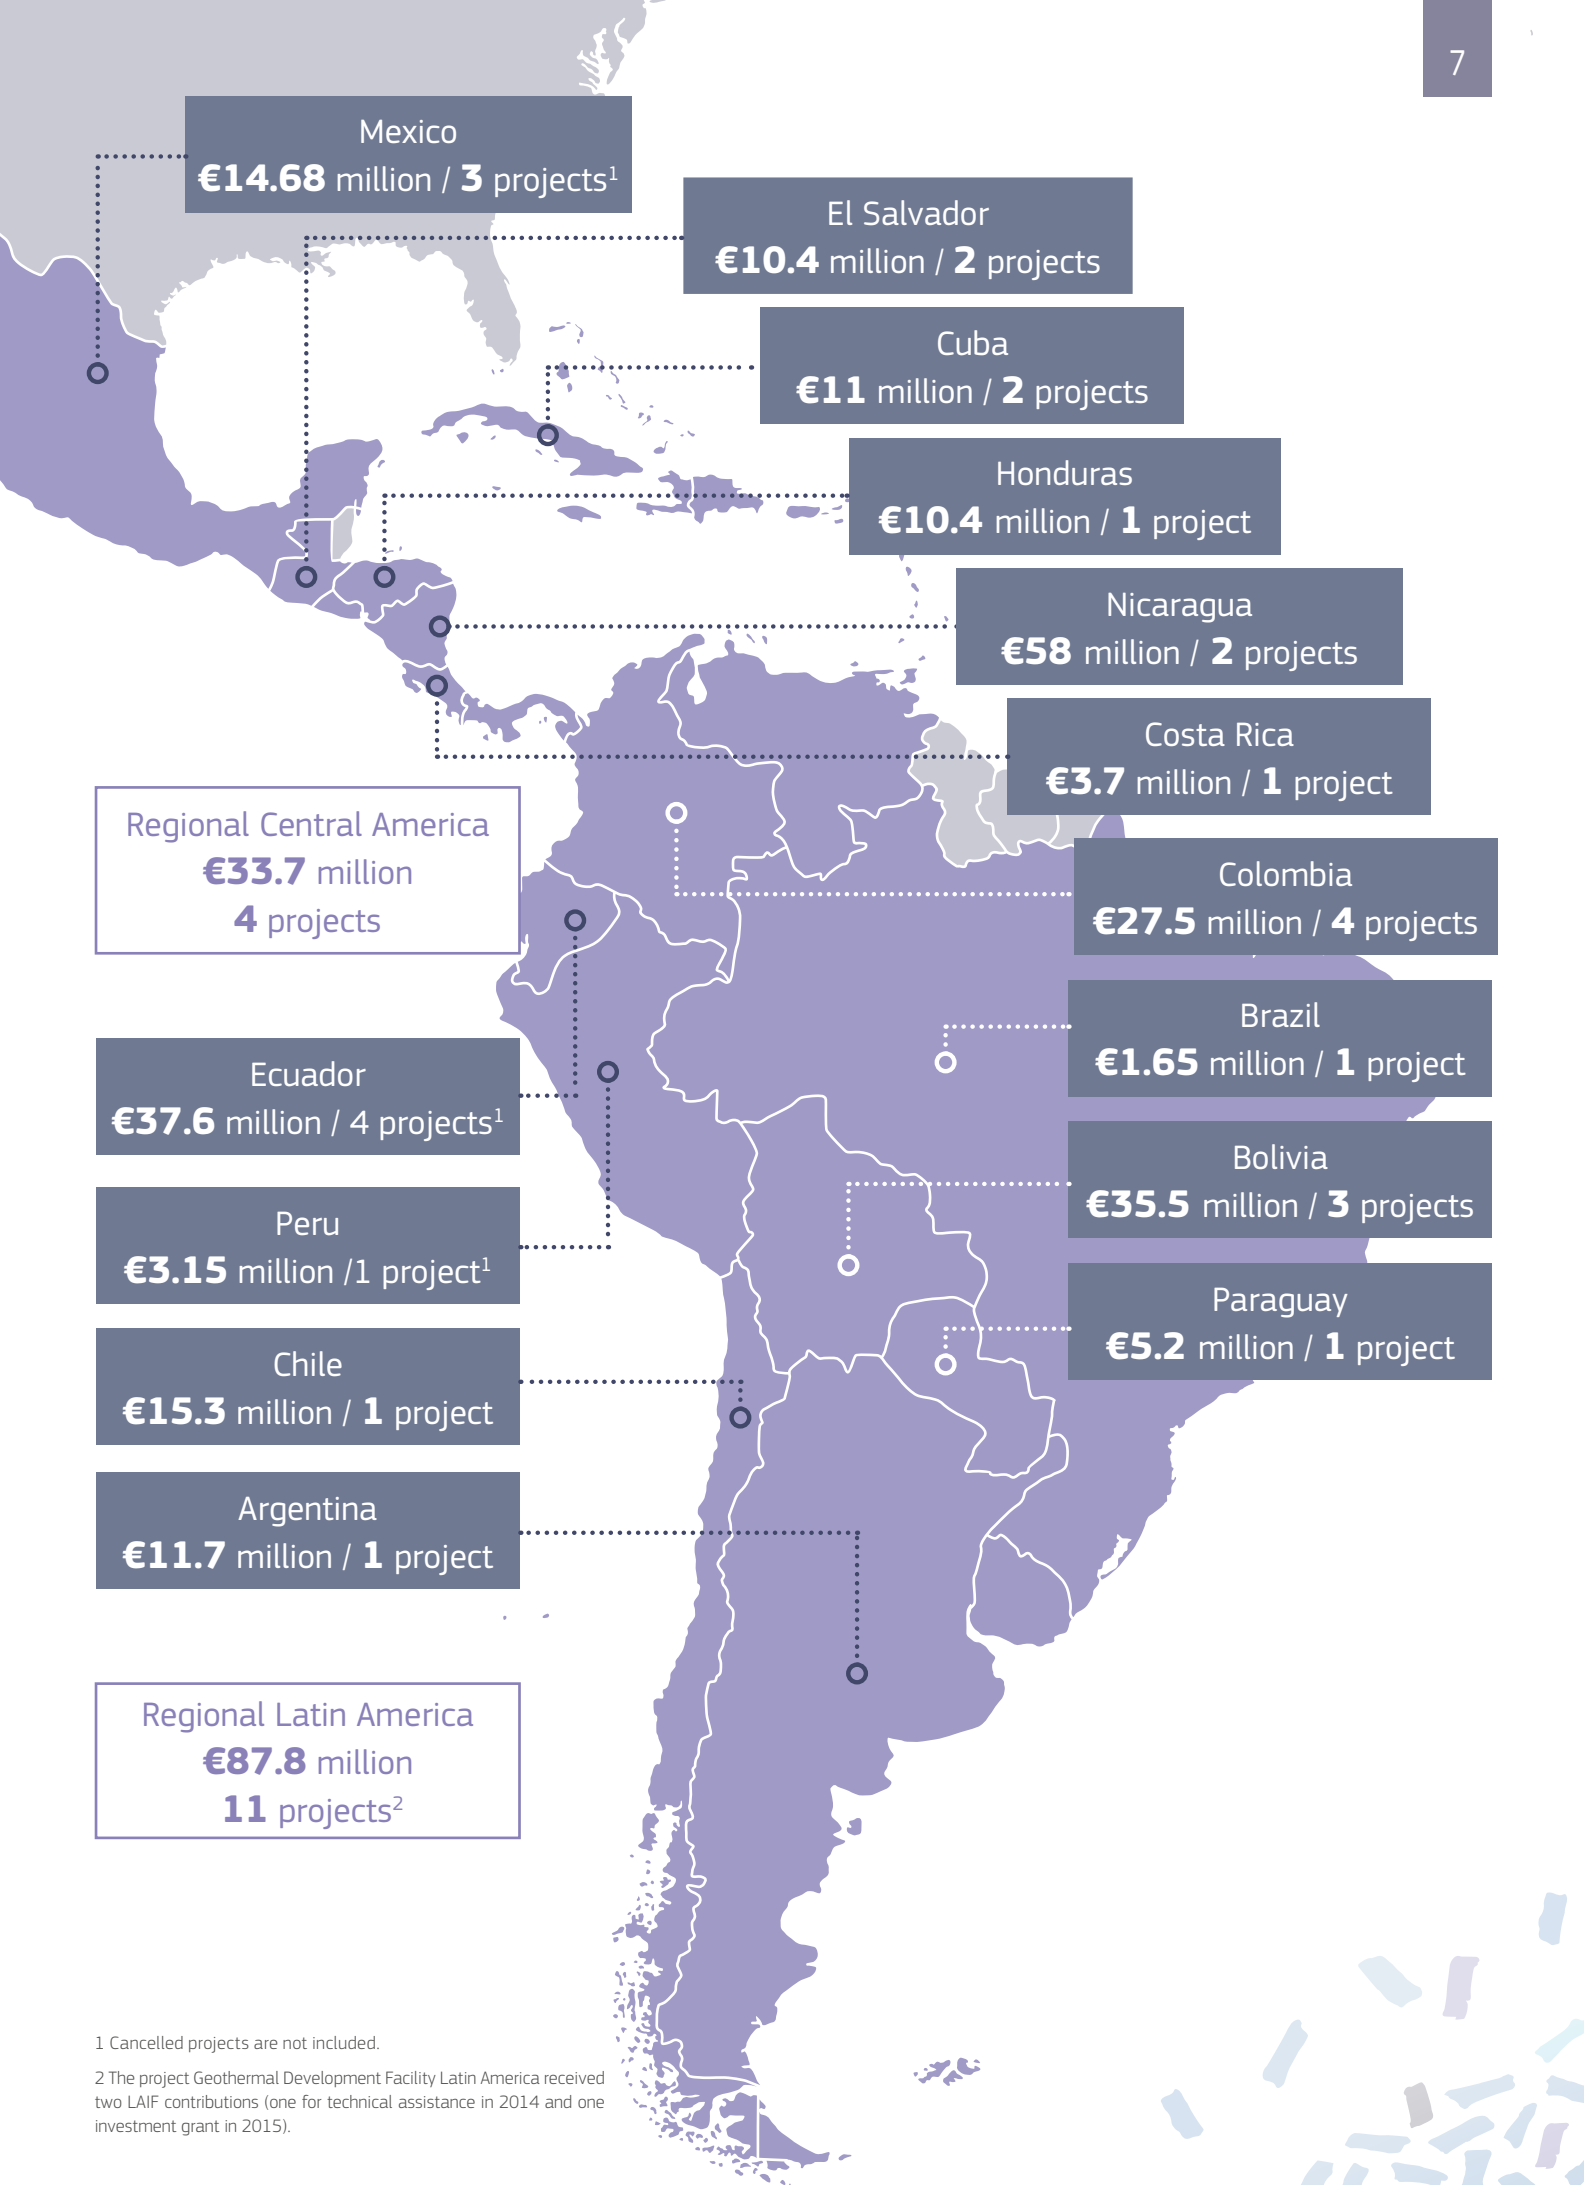 7
Mexico
€14.68 million / 3 projects1
El Salvador
€10.4 million / 2 projects
Cuba
€11 million / 2 projects
Honduras
€10.4 million / 1 project
Nicaragua
€58 million / 2 projects
Costa Rica
€3.7 million / 1 project
Regional Central America
€33.7 million
4 projects
Colombia
€27.5 million / 4 projects
Brazil
€1.65 million / 1 project
Ecuador
€37.6 million / 4 projects1
Bolivia
€35.5 million / 3 projects
Peru
€3.15 million /1 project1
Paraguay
€5.2 million / 1 project
Chile
€15.3 million / 1 project
Argentina
€11.7 million / 1 project
Regional Latin America
€87.8 million
11 projects2
1 Cancelled projects are not included.
2 The project Geothermal Development Facility Latin America received
two LAIF contributions (one for technical assistance in 2014 and one
investment grant in 2015).